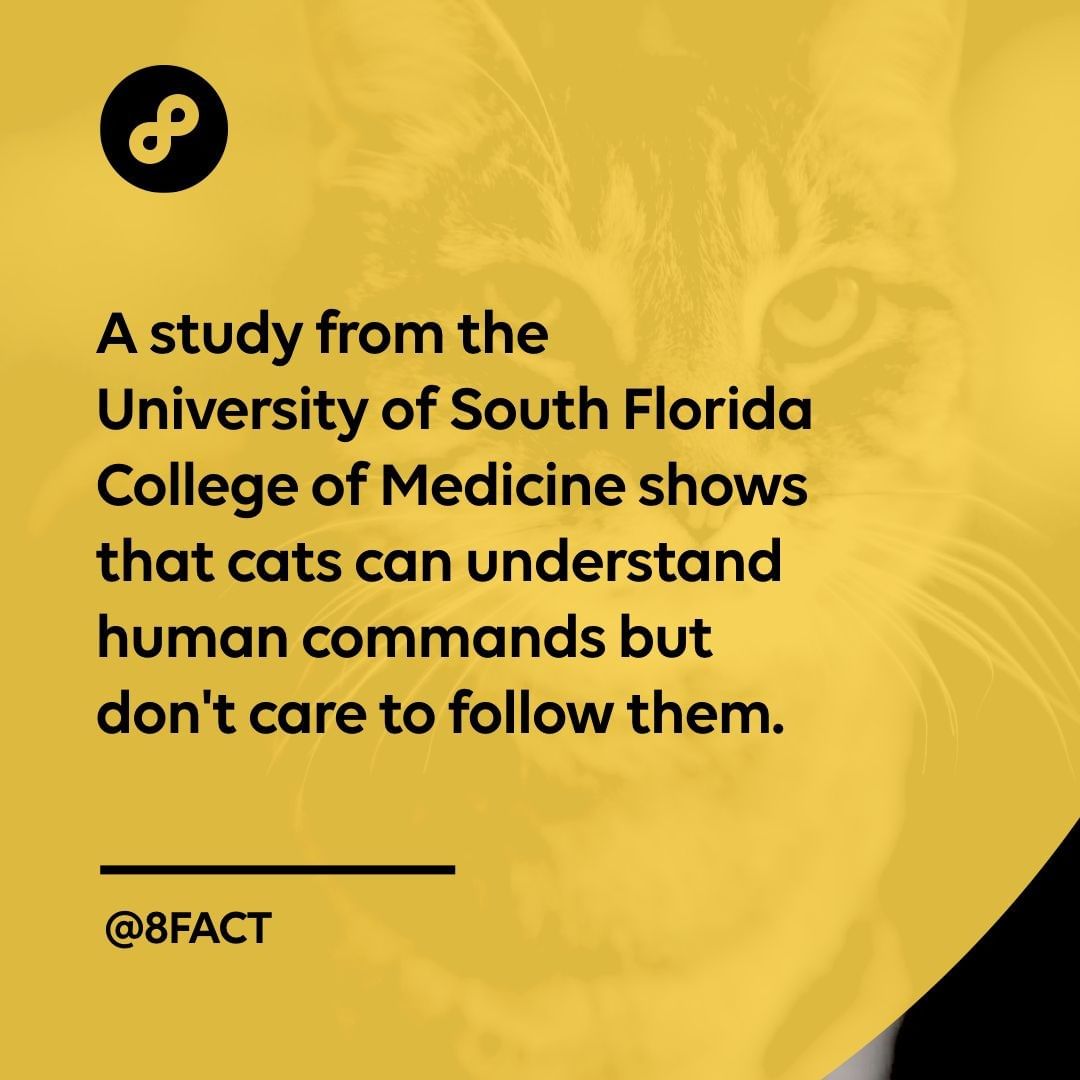 A study from the
University of South Florida
College of Medicine shows
that cats can understand
human commands but
don't care to follow them.
@8FACT